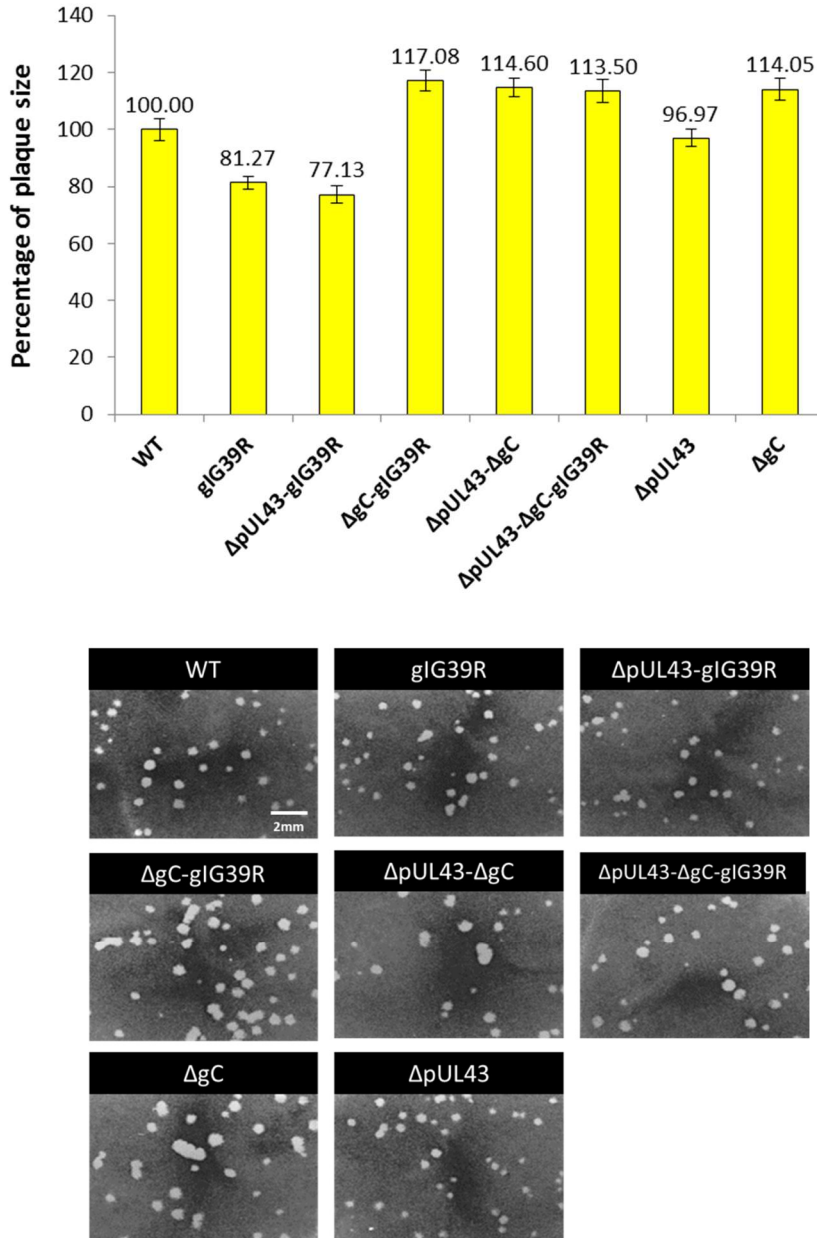 Percentage of plaque size
140
120
100
80
60
40
20
0
100.00
81.27
77.13
117.08
114.60
113.50
96.97
114.05
WT
gIG39R
ΔpUL43-gIG39R
ΔgC-gIG39R
ΔpUL43-ΔgC
ΔpUL43-ΔgC-gIG39R
ΔpUL43
ΔgC
WT
gIG39R
ΔpUL43-gIG39R
2mm
ΔgC-gIG39R
ΔpUL43-ΔgC
ΔpUL43-ΔgC-gIG39R
ΔgC
ΔpUL43